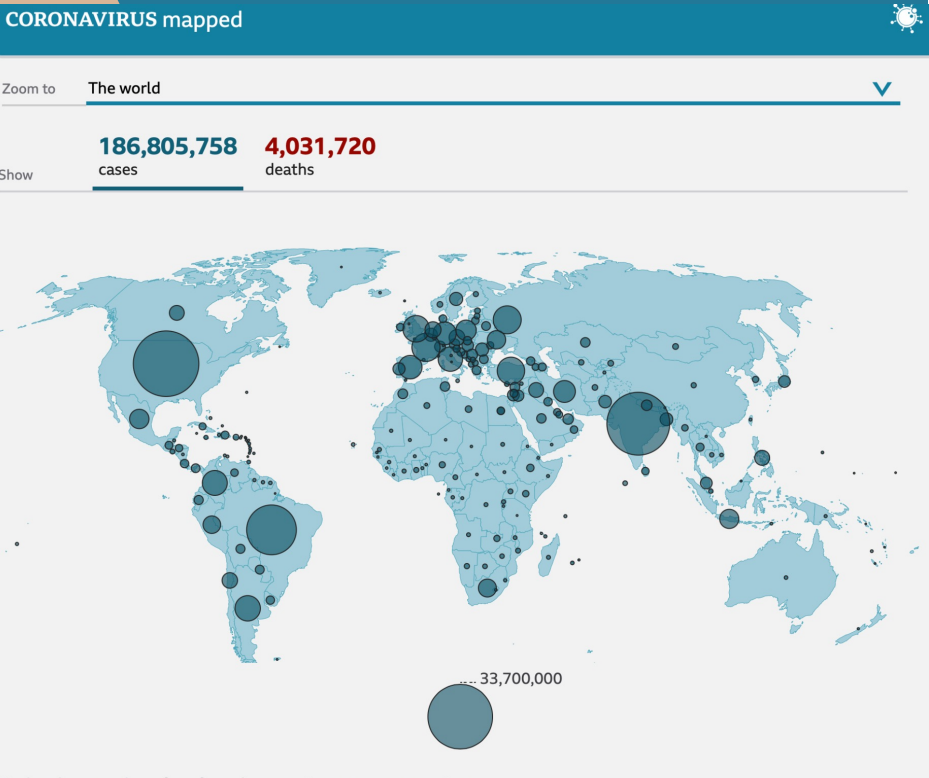 CORONAVIRUS mapped
Zoom to The world
186,805,758 4,031,720
Show cases deaths
33,700,000